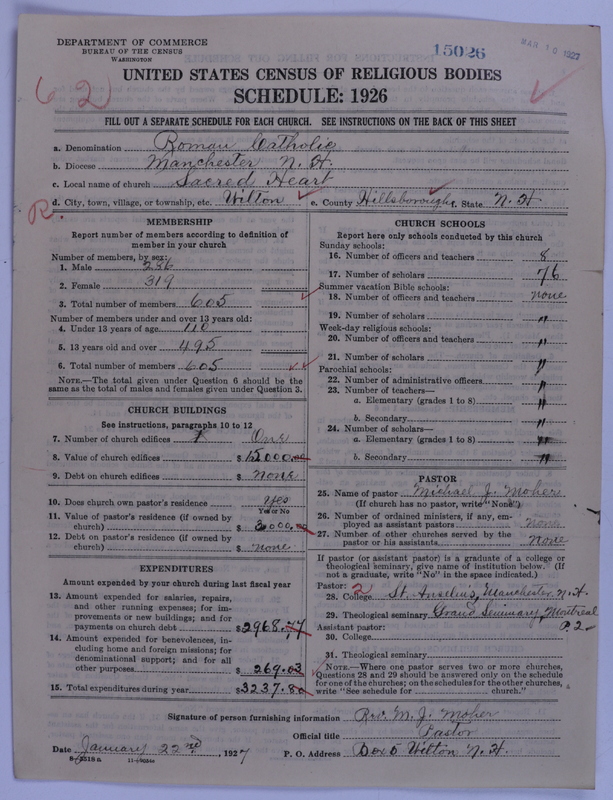 DEPARTMENT OF COMMERCE
BUREAU OF THE CENSUS
WASHINGTON
15026
MAR 10 1927
62
UNITED STATES CENSUS OF RELIGIOUS BODIES
SCHEDULE: 1926
FILL OUT A SEPARATE SCHEDULE FOR EACH CHURCH. SEE INSTRUCTIONS ON THE BACK OF THIS SHEET
a. Denomination Roman Catholic
b. Diocese Manchester N. H.
c. Local name of church Sacred Heart
R.
d. City, town, village, or township, etc. Wilton e. County Hillsborough f. State N. H
MEMBERSHIP
Report number of members according to definition of
member in your church
Number of members, by sex:
1. Male 286
2. Female 319
3. Total number of members 605
Number of members under and over 13 years old:
4. Under 13 years of age 110
5. 13 years old and over 495
6. Total number of members 605
NOTE.—The total given under Question 6 should be
same as the total of males and females given under Question 3.
CHURCH BUILDINGS
See instructions, paragraphs 10 to 12
7. Number of church edifices 1 One
8. Value of church edifices $15000.00
9. Debt on church edifices $ None
10. Does church own pastor's residence Yes
Yes or No
11. Value of pastor's residence (if owned by
church) $3000.00
12. Debt on pastor's residence (if owned by
church) $ None
EXPENDITURES
Amount expended by your church during last fiscal year
13. Amount expended for salaries, repairs,
and other running expenses; for im-
provements or new buildings; and for
payments on church debt $2968.77
14. Amount expended for benevolences, in-
cluding home and foreign missions; for
denominational support; and for all
other purposes $269.03
15. Total expenditures during year $3237.80
CHURCH SCHOOLS
Report here only schools conducted by this church
Sunday schools:
16. Number of officers and teachers 8
17. Number of scholars 76
Summer vacation Bible schools:
18. Number of officers and teachers None
19. Number of scholars "
Week-day religious schools:
20. Number of officers and teachers "
21. Number of scholars "
Parochial schools:
22. Number of administrative officers "
23. Number of teachers—
a. Elementary (grades 1 to 8) "
b. Secondary "
24. Number of scholars—
a. Elementary (grades 1 to 8) "
b. Secondary "
PASTOR
25. Name of pastor Michael J. Moher
(If church has no pastor, write "None")
26. Number of ordained ministers, if any, em-
ployed as assistant pastors None
27. Number of other churches served by the
pastor or his assistants None
If pastor (or assistant pastor) is a graduate of a college or
theological seminary, give name of institution below. (If
not a graduate, write "No" in the space indicated.)
Pastor: 2
28. College St. Anselms, Manchester, N. H.
29. Theological seminary Grand Seminary, Montreal
Assistant pastor: P. 2
30. College
31. Theological seminary
NOTE.—Where one pastor serves two or more churches,
Questions 28 and 29 should be answered only on the schedule
for one of the churches; on the schedules for the other churches,
write "See schedule for church."
Signature of person furnishing information Rev. M. J. Moher
Official title Pastor
Date January 22nd, 1927 P. O. Address Box 5 Wilton N. H.